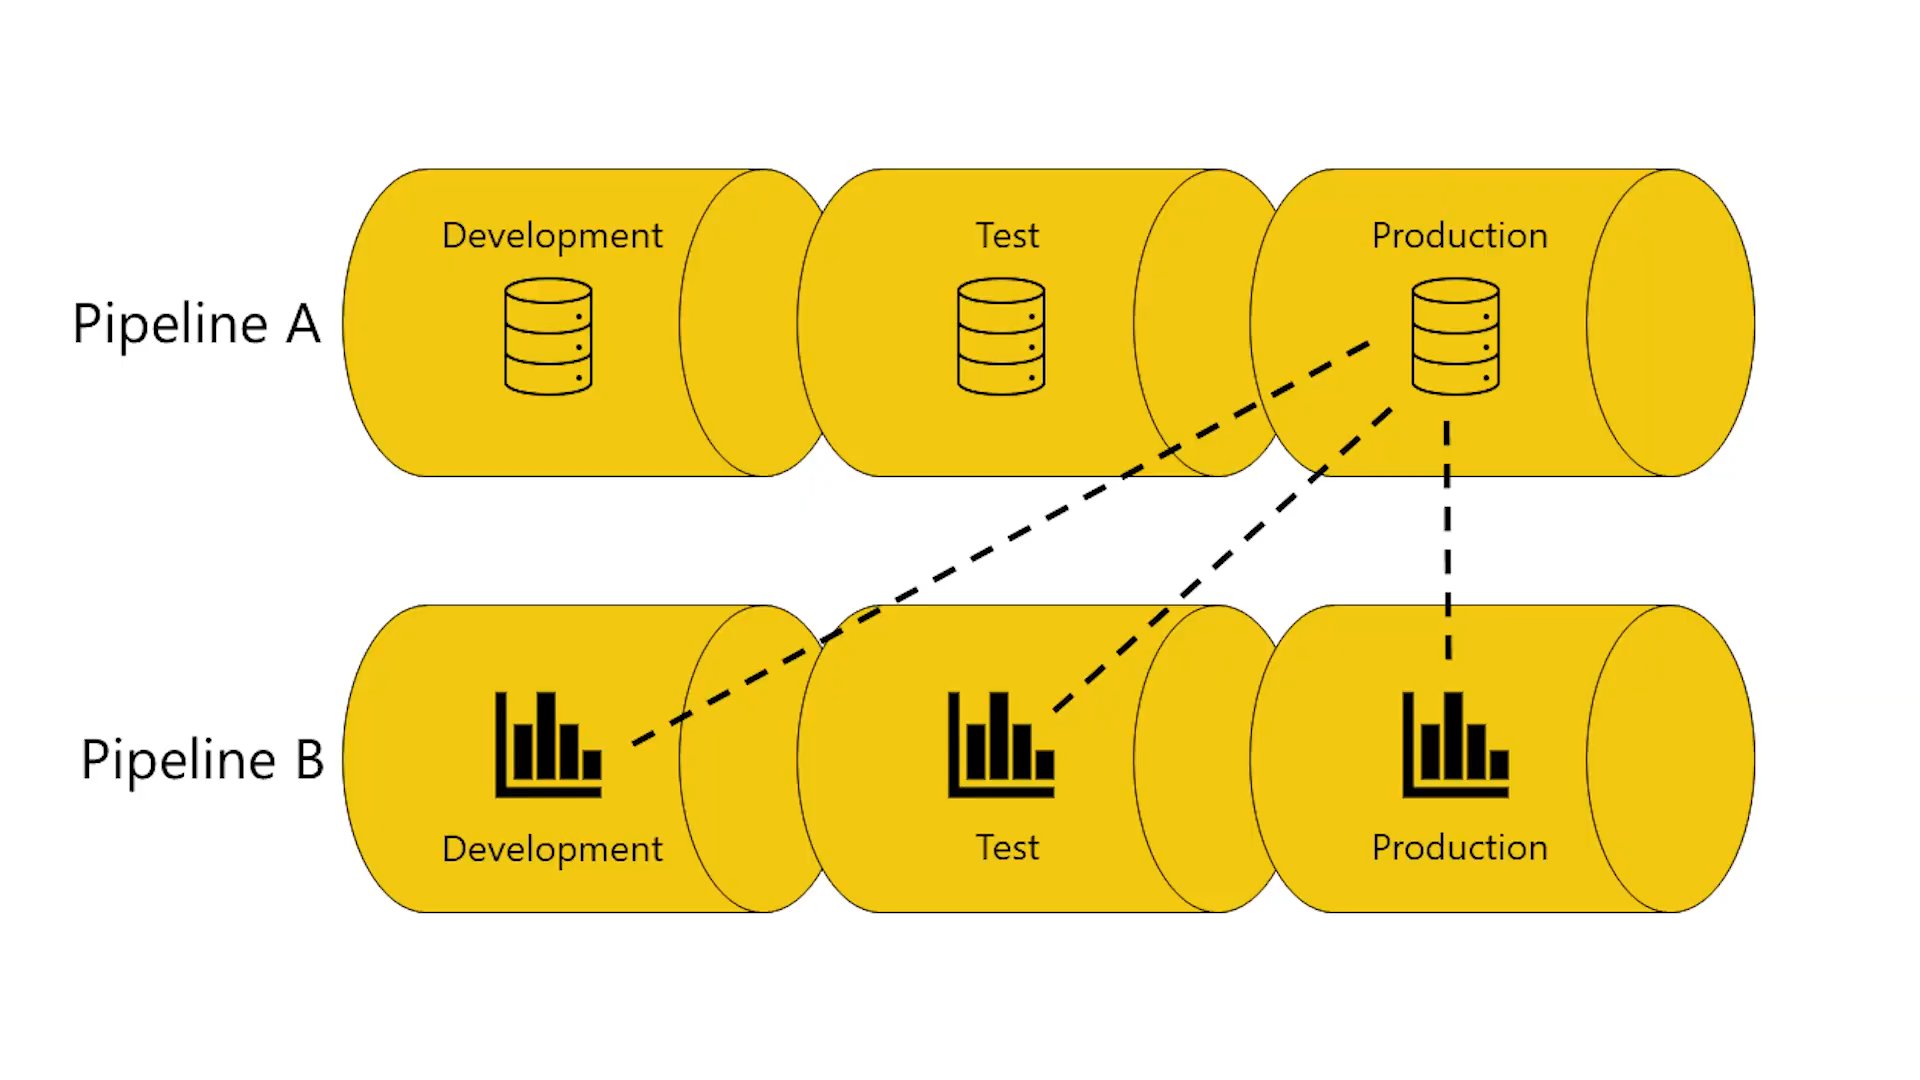 Development
Test
Production
Pipeline A
Pipeline B
Development
Test
Production